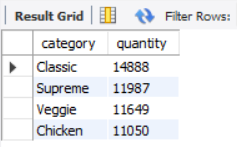 Result Grid Filter Rows:
category quantity
Classic 14888
Supreme 11987
Veggie 11649
Chicken 11050